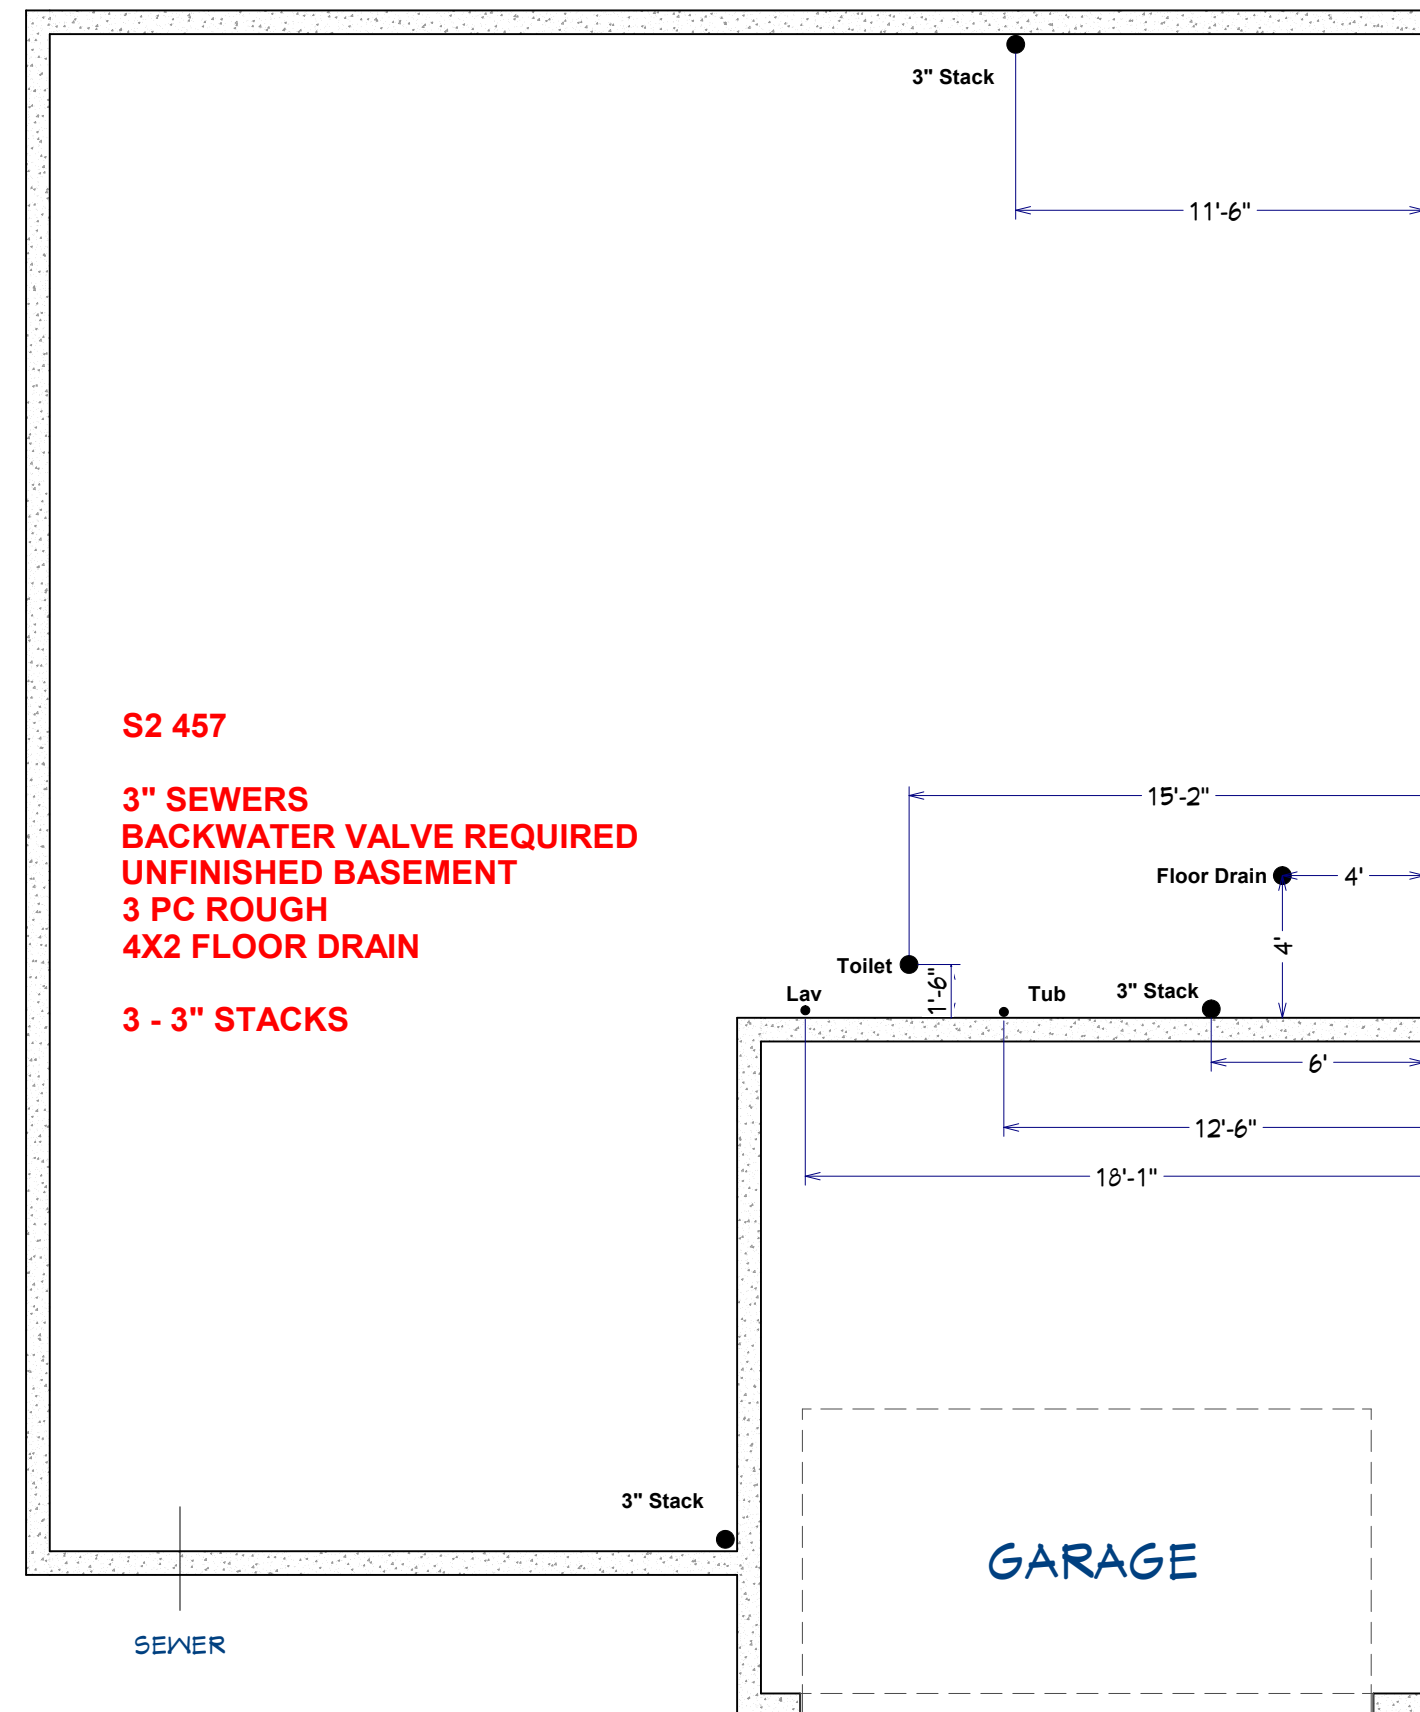 3" Stack
11'-6"
S2 457
3" SEWERS
BACKWATER VALVE REQUIRED
UNFINISHED BASEMENT
3 PC ROUGH
4X2 FLOOR DRAIN
3 - 3" STACKS
15'-2"
Floor Drain
4'
4'
Toilet
1'-6"
Lav
Tub
3" Stack
6'
12'-6"
18'-1"
3" Stack
GARAGE
SEWER